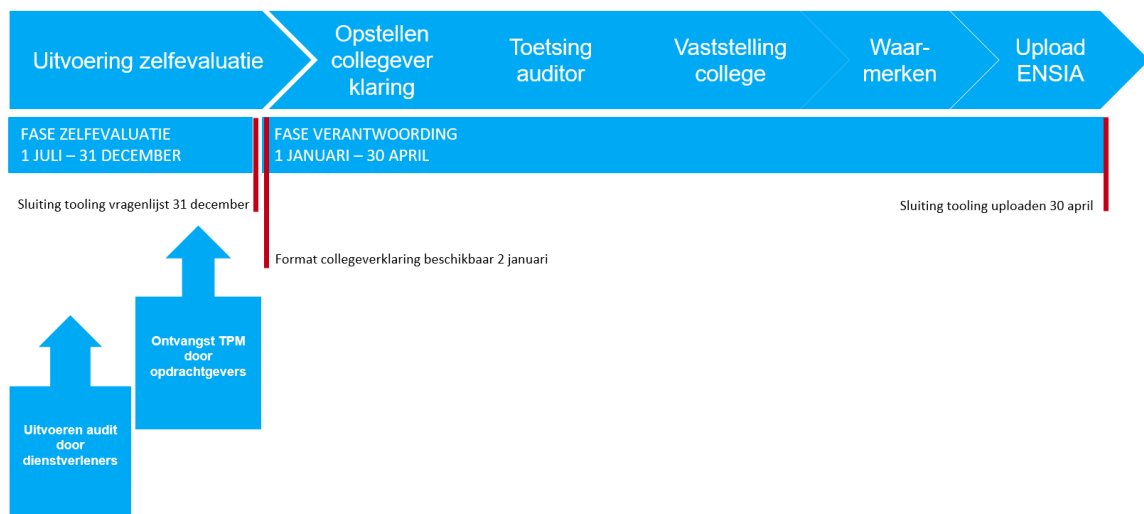 Uitvoering zelfevaluatie
Opstellen
collegever
klaring
Toetsing
auditor
Vaststelling
college
Waar-
merken
Upload
ENSIA
FASE ZELFEVALUATIE
1 JULI – 31 DECEMBER
FASE VERANTWOORDING
1 JANUARI – 30 APRIL
Sluiting tooling vragenlijst 31 december
Sluiting tooling uploaden 30 april
Format collegeverklaring beschikbaar 2 januari
Ontvangst TPM
door
opdrachtgevers
Uitvoeren audit
door
dienstverleners